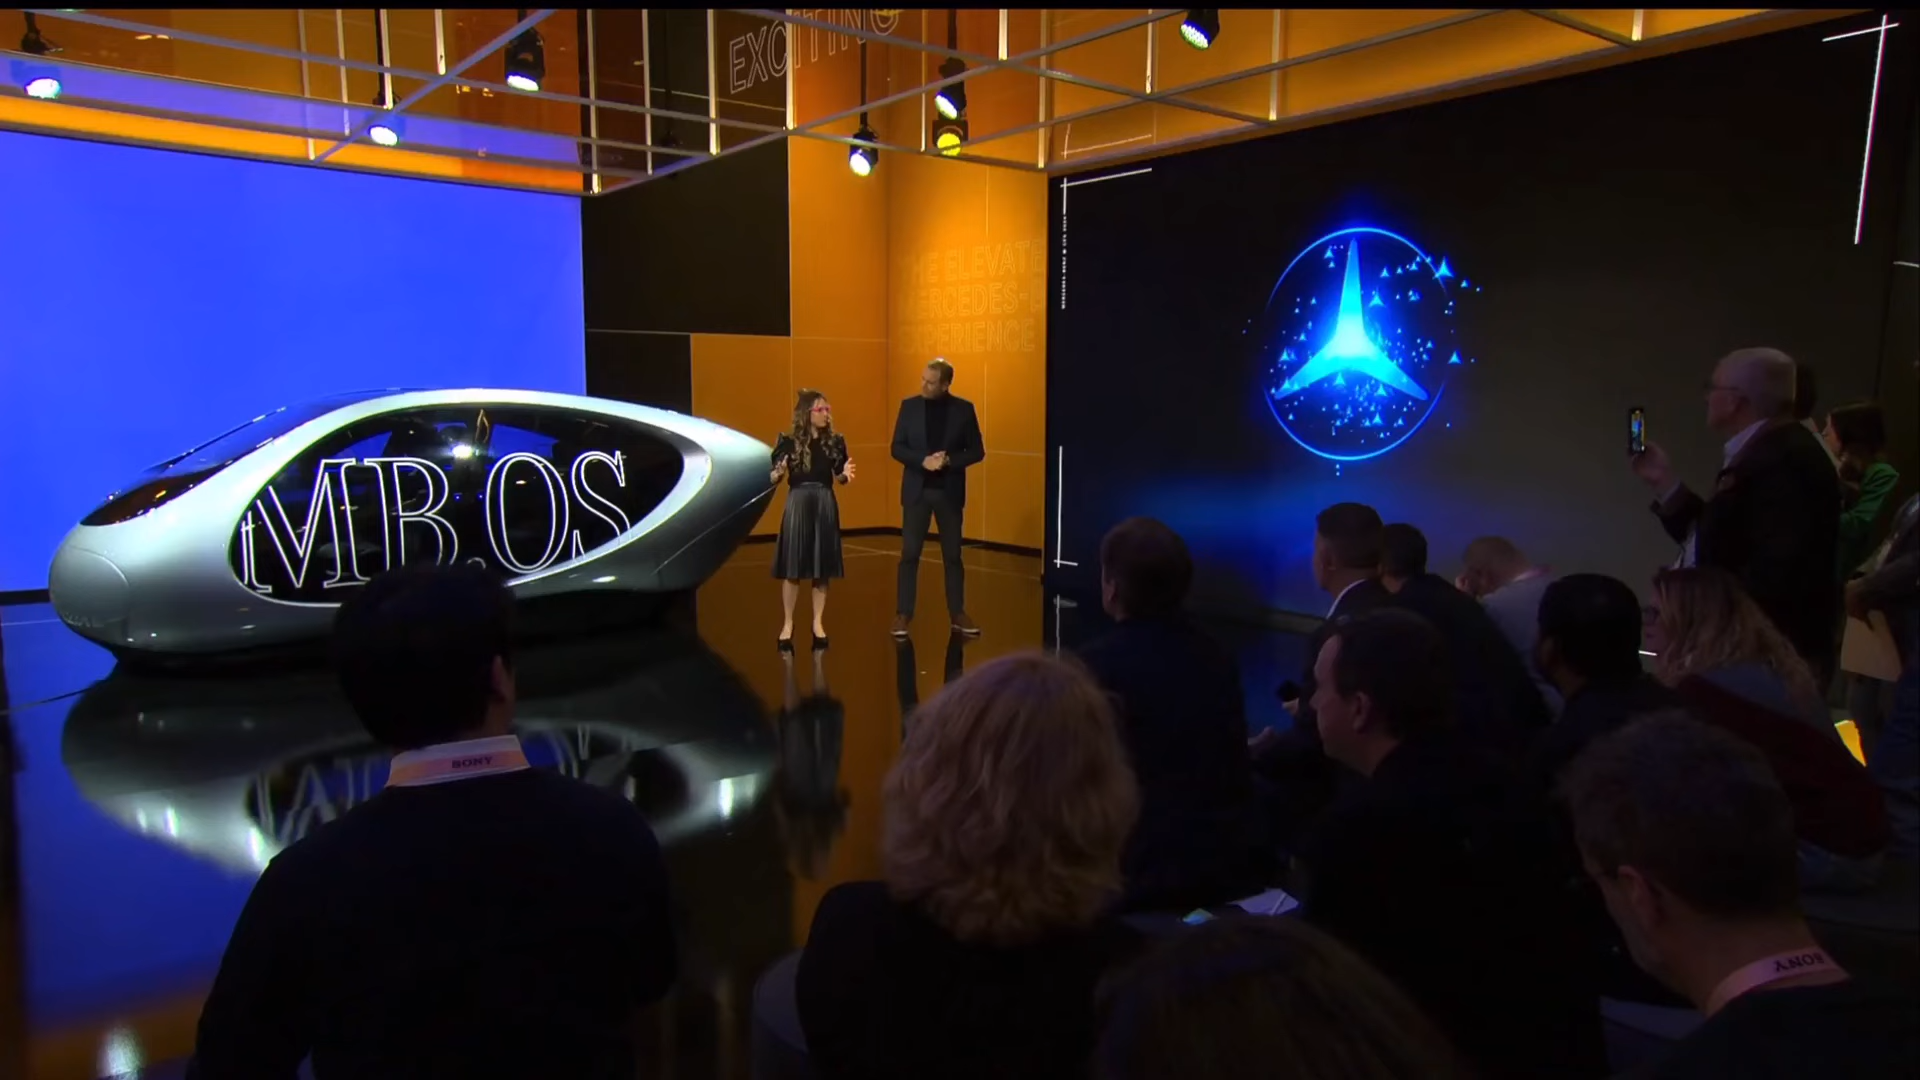 EXCITING
THE ELEVATE
MERCEDES-
EXPERIENCE
MB.OS
SONY
SONY